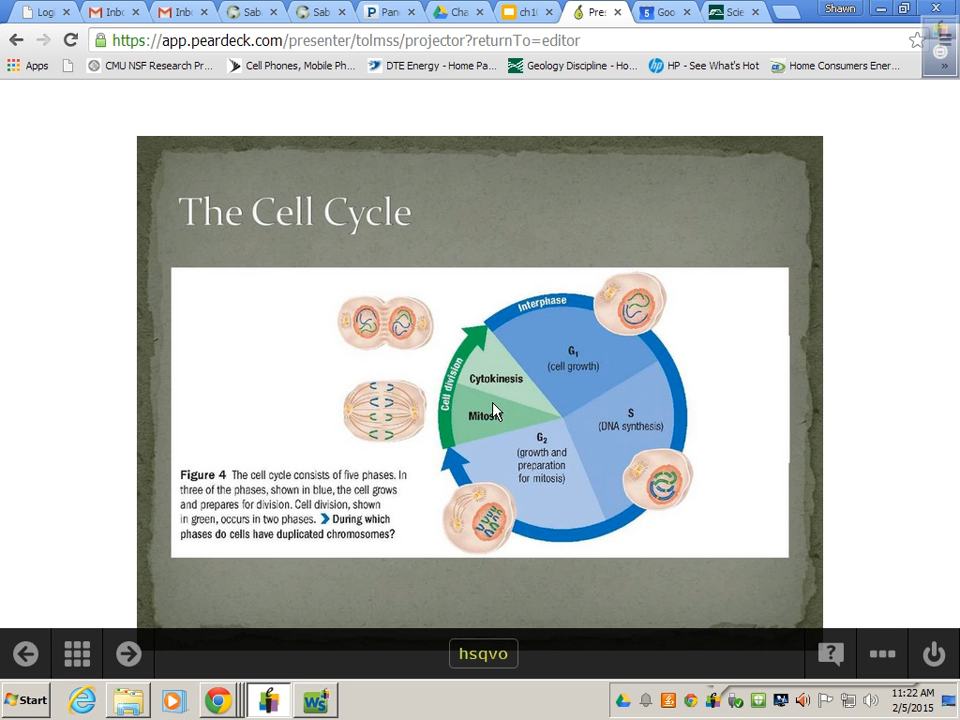 Logi
Inbo
Inbo
Sab
Sab
Pan
Cha
ch1
Pre
Goo
Scie
Shawn
https://app.peardeck.com/presenter/tolmss/projector?returnTo=editor
Apps
CMU NSF Research Pr...
Cell Phones, Mobile Ph...
DTE Energy - Home Pa...
Geology Discipline - Ho...
HP - See What's Hot
Home Consumers Ener...
»
The Cell Cycle
Interphase
G1
(cell growth)
Cell division
Cytokinesis
Mitosis
S
(DNA synthesis)
G2
(growth and
preparation
for mitosis)
Figure 4 The cell cycle consists of five phases. In
three of the phases, shown in blue, the cell grows
and prepares for division. Cell division, shown
in green, occurs in two phases. During which
phases do cells have duplicated chromosomes?
hsqvo
Start
11:22 AM
2/5/2015